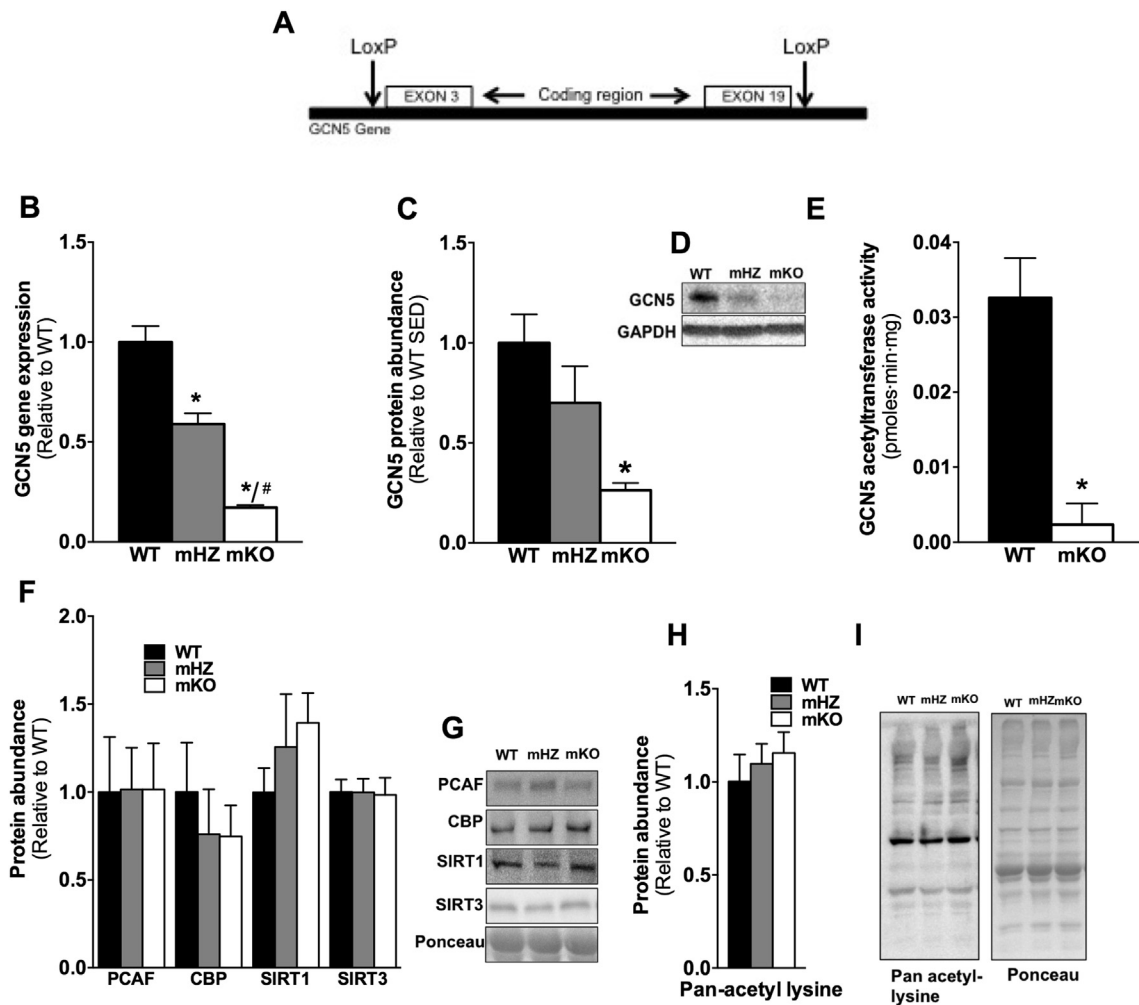 A
LoxP
LoxP
EXON 3
Coding region
EXON 19
GCN5 Gene
B
GCN5 gene expression
(Relative to WT)
1.5
1.0
0.5
0.0
*
*/#
WT mHZ mKO
C
GCN5 protein abundance
(Relative to WT SED)
1.5
1.0
0.5
0.0
*
WT mHZ mKO
D
WT mHZ mKO
GCN5
GAPDH
E
GCN5 acetyltransferase activity
(pmoles·min·mg)
0.04
0.03
0.02
0.01
0.00
*
WT mKO
F
Protein abundance
(Relative to WT)
2.0
1.5
1.0
0.5
0.0
WT
mHZ
mKO
PCAF CBP SIRT1 SIRT3
G
WT mHZ mKO
PCAF
CBP
SIRT1
SIRT3
Ponceau
H
Protein abundance
(Relative to WT)
1.5
1.0
0.5
0.0
WT
mHZ
mKO
Pan-acetyl lysine
I
WT mHZ mKO
Pan acetyl-
lysine
WT mHZ mKO
Ponceau